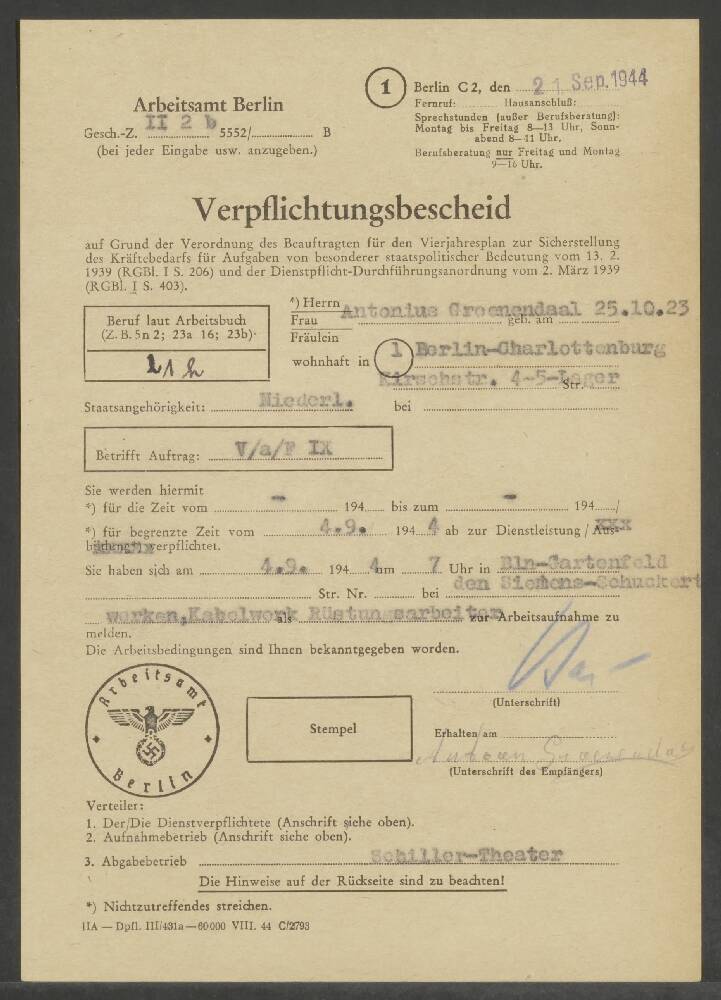 1
Berlin C 2, den 21. Sep. 1944
Arbeitsamt Berlin
Fernruf: Hausanschluß:
Gesch.-Z. II 2 b 5552/ B
Sprechstunden (außer Berufsberatung):
Montag bis Freitag 8—13 Uhr, Sonn-
abend 8—11 Uhr.
(bei jeder Eingabe usw. anzugeben.)
Berufsberatung nur Freitag und Montag
9—16 Uhr.
Verpflichtungsbescheid
auf Grund der Verordnung des Beauftragten für den Vierjahresplan zur Sicherstellung
des Kräftebedarfs für Aufgaben von besonderer staatspolitischer Bedeutung vom 13. 2.
1939 (RGBl. I S. 206) und der Dienstpflicht-Durchführungsanordnung vom 2. März 1939
(RGBl. I S. 403).
Beruf laut Arbeitsbuch
(Z. B. 5n 2; 23a 16; 23b)
*) Herrn
Frau Antonius Groenendaal geb. am 25.10.23
Fräulein
wohnhaft in 1 Berlin-Charlottenburg
Kirschstr. 4-5-Lager Str.
Staatsangehörigkeit: Niederl. bei
Betrifft Auftrag: V/a/F IX
Sie werden hiermit
*) für die Zeit vom - 194 bis zum - 194 /
*) für begrenzte Zeit vom 4.9. 194 4 ab zur Dienstleistung / Aus-
bildung*) verpflichtet.
Sie haben sich am 4.9. 194 4 um 7 Uhr in Bln-Gartenfeld
Str. Nr. bei den Siemens-Schuckert
werken, Kabelwerk als Rüstungsarbeiter zur Arbeitsaufnahme zu
melden.
Die Arbeitsbedingungen sind Ihnen bekanntgegeben worden.
(Unterschrift)
Arbeitsamt
Berlin
Stempel
Erhalten am
Antoon Groenendaal
(Unterschrift des Empfängers)
Verteiler:
1. Der/Die Dienstverpflichtete (Anschrift siehe oben).
2. Aufnahmebetrieb (Anschrift siehe oben).
3. Abgabebetrieb Schiller-Theater
Die Hinweise auf der Rückseite sind zu beachten!
*) Nichtzutreffendes streichen.
IIA — Dpfl. III/431a—60000 VIII. 44 C/2793